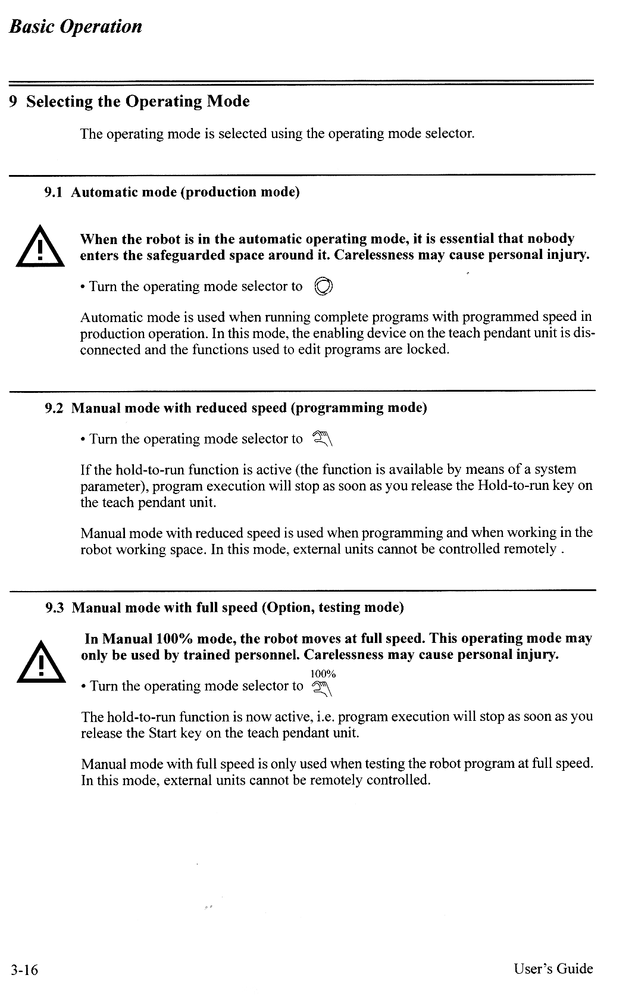 Basic Operation
9 Selecting the Operating Mode
The operating mode is selected using the operating mode selector.
9.1 Automatic mode (production mode)
When the robot is in the automatic operating mode, it is essential that nobody
enters the safeguarded space around it. Carelessness may cause personal injury.
• Turn the operating mode selector to
Automatic mode is used when running complete programs with programmed speed in
production operation. In this mode, the enabling device on the teach pendant unit is dis-
connected and the functions used to edit programs are locked.
9.2 Manual mode with reduced speed (programming mode)
• Turn the operating mode selector to
If the hold-to-run function is active (the function is available by means of a system
parameter), program execution will stop as soon as you release the Hold-to-run key on
the teach pendant unit.
Manual mode with reduced speed is used when programming and when working in the
robot working space. In this mode, external units cannot be controlled remotely .
9.3 Manual mode with full speed (Option, testing mode)
In Manual 100% mode, the robot moves at full speed. This operating mode may
only be used by trained personnel. Carelessness may cause personal injury.
100%
• Turn the operating mode selector to
The hold-to-run function is now active, i.e. program execution will stop as soon as you
release the Start key on the teach pendant unit.
Manual mode with full speed is only used when testing the robot program at full speed.
In this mode, external units cannot be remotely controlled.
3-16
User's Guide